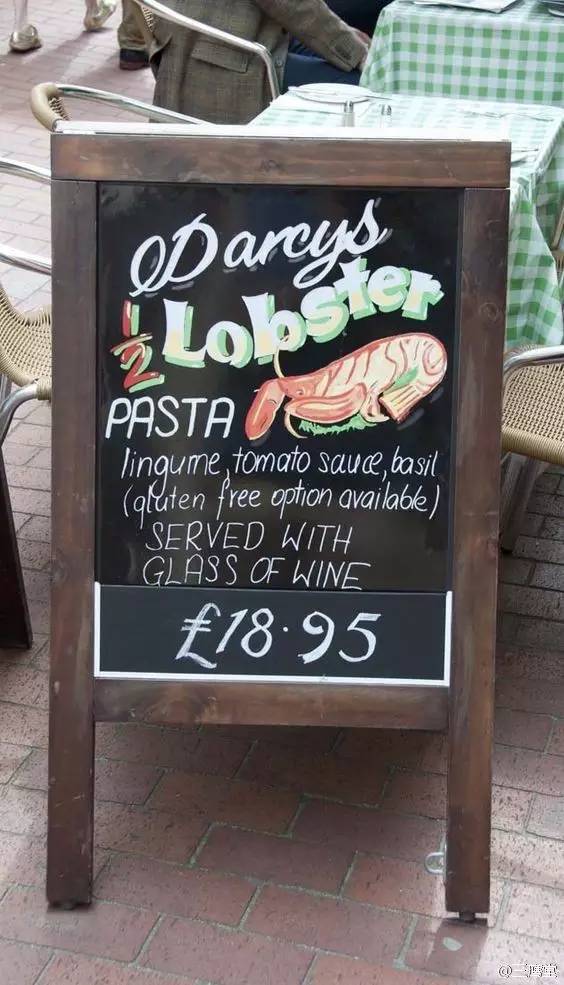 Darcys
1/2 Lobster
PASTA
lingume, tomato sauce, basil
(gluten free option available)
SERVED WITH
GLASS OF WINE
£18.95